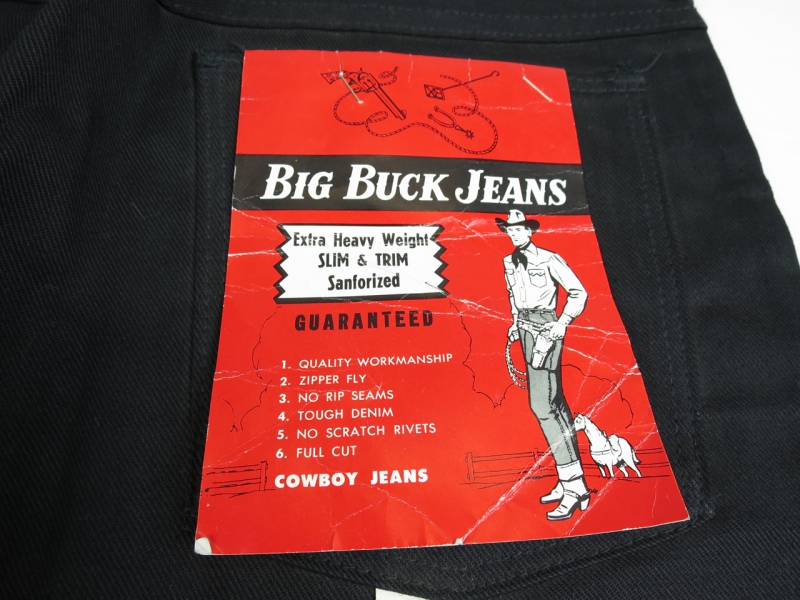 BIG BUCK JEANS
Extra Heavy Weight
SLIM & TRIM
Sanforized
GUARANTEED
1. QUALITY WORKMANSHIP
2. ZIPPER FLY
3. NO RIP SEAMS
4. TOUGH DENIM
5. NO SCRATCH RIVETS
6. FULL CUT
COWBOY JEANS